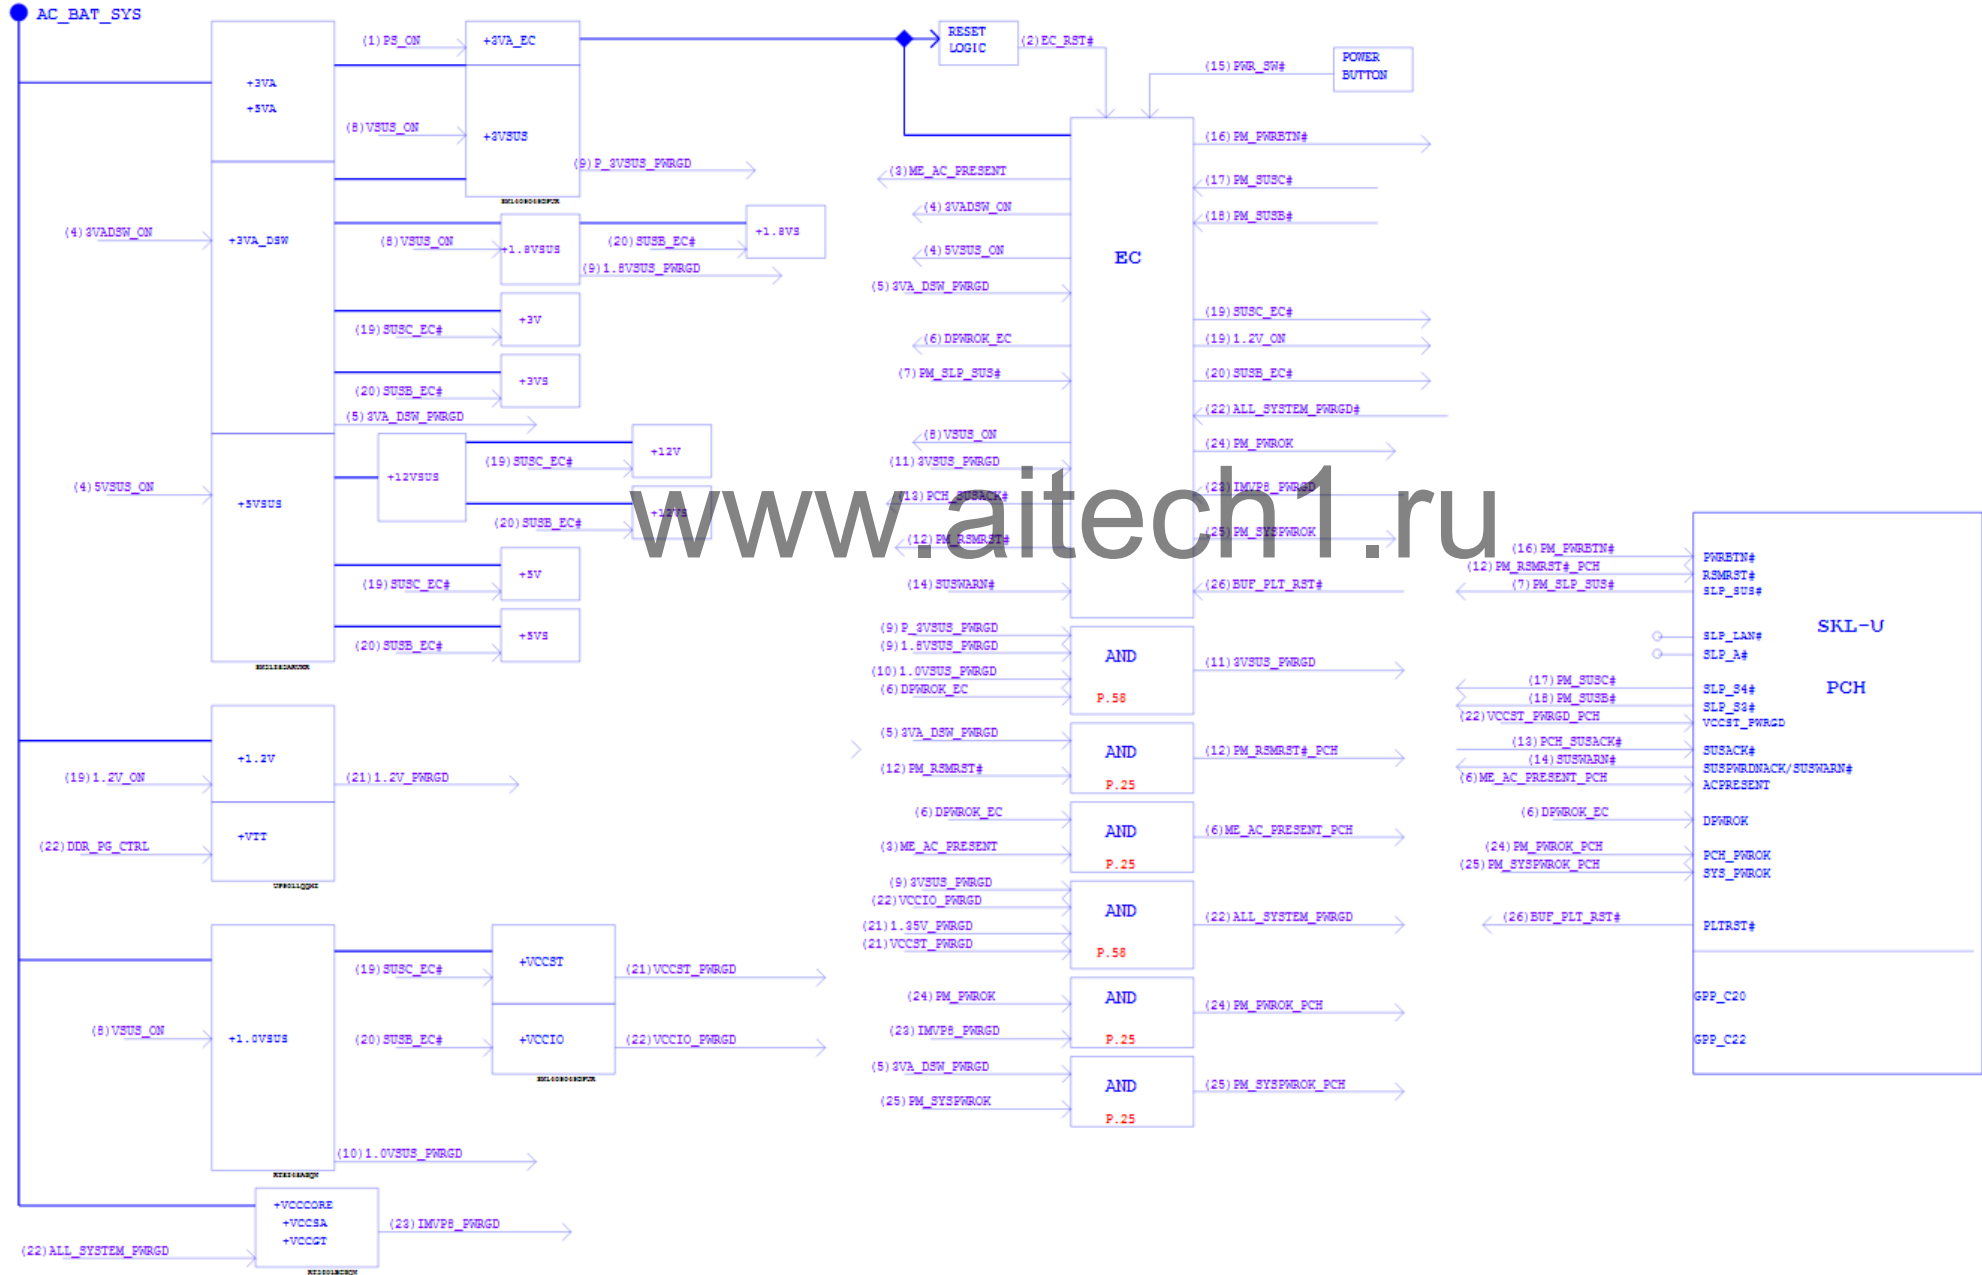 AC_BAT_SYS
+3VA
+5VA
(1)PS_ON
+3VA_EC
(8)VSUS_ON
+3VSUS
(9)P_3VSUS_PWRGD
(4)3VADSW_ON
+3VA_DSW
(8)VSUS_ON
+1.8VSUS
(20)SUSB_EC#
+1.8VS
(9)1.8VSUS_PWRGD
(19)SUSC_EC#
+3V
(20)SUSB_EC#
+3VS
(5)3VA_DSW_PWRGD
(4)5VSUS_ON
+5VSUS
+12VSUS
(19)SUSC_EC#
+12V
(20)SUSB_EC#
+12VS
(19)SUSC_EC#
+5V
(20)SUSB_EC#
+5VS
(19)1.2V_ON
+1.2V
(21)1.2V_PWRGD
(22)DDR_PG_CTRL
+VTT
(8)VSUS_ON
+1.0VSUS
(19)SUSC_EC#
+VCCST
(21)VCCST_PWRGD
(20)SUSB_EC#
+VCCIO
(22)VCCIO_PWRGD
(10)1.0VSUS_PWRGD
+VCCCORE
+VCCSA
+VCCGT
(23)IMVP8_PWRGD
(22)ALL_SYSTEM_PWRGD
RESET
LOGIC
(2)EC_RST#
(15)PWR_SW#
POWER
BUTTON
EC
(3)ME_AC_PRESENT
(4)3VADSW_ON
(4)5VSUS_ON
(5)3VA_DSW_PWRGD
(6)DPWROK_EC
(7)PM_SLP_SUS#
(8)VSUS_ON
(11)3VSUS_PWRGD
(13)PCH_SUSACK#
(12)PM_RSMRST#
(14)SUSWARN#
(16)PM_PWRBTN#
(17)PM_SUSC#
(18)PM_SUSB#
(19)SUSC_EC#
(19)1.2V_ON
(20)SUSB_EC#
(22)ALL_SYSTEM_PWRGD#
(24)PM_PWROK
(23)IMVP8_PWRGD
(25)PM_SYSPWROK
(26)BUF_PLT_RST#
www.aitech1.ru
(9)P_3VSUS_PWRGD
(9)1.8VSUS_PWRGD
(10)1.0VSUS_PWRGD
(6)DPWROK_EC
AND
P.58
(11)3VSUS_PWRGD
(5)3VA_DSW_PWRGD
(12)PM_RSMRST#
AND
P.25
(12)PM_RSMRST#_PCH
(6)DPWROK_EC
(3)ME_AC_PRESENT
AND
P.25
(6)ME_AC_PRESENT_PCH
(9)3VSUS_PWRGD
(22)VCCIO_PWRGD
(21)1.35V_PWRGD
(21)VCCST_PWRGD
AND
P.58
(22)ALL_SYSTEM_PWRGD
(24)PM_PWROK
(23)IMVP8_PWRGD
AND
P.25
(24)PM_PWROK_PCH
(5)3VA_DSW_PWRGD
(25)PM_SYSPWROK
AND
P.25
(25)PM_SYSPWROK_PCH
SKL-U
PCH
(16)PM_PWRBTN#
PWRBTN#
(12)PM_RSMRST#_PCH
RSMRST#
(7)PM_SLP_SUS#
SLP_SUS#
SLP_LAN#
SLP_A#
(17)PM_SUSC#
SLP_S4#
(18)PM_SUSB#
SLP_S3#
(22)VCCST_PWRGD_PCH
VCCST_PWRGD
(13)PCH_SUSACK#
SUSACK#
(14)SUSWARN#
SUSPWRDNACK/SUSWARN#
(6)ME_AC_PRESENT_PCH
ACPRESENT
(6)DPWROK_EC
DPWROK
(24)PM_PWROK_PCH
PCH_PWROK
(25)PM_SYSPWROK_PCH
SYS_PWROK
(26)BUF_PLT_RST#
PLTRST#
GPP_C20
GPP_C22